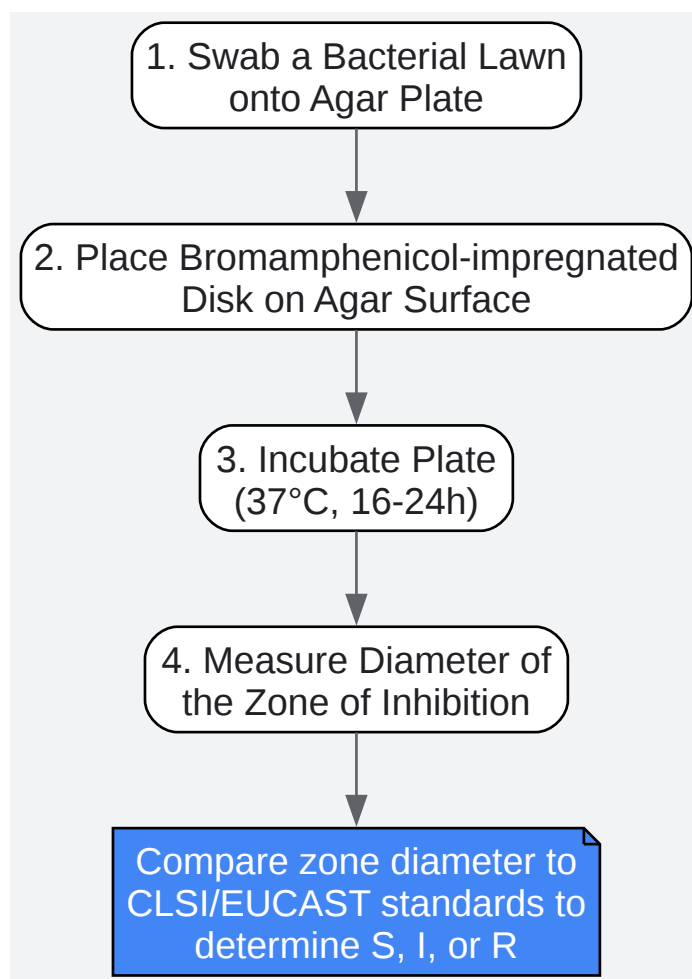 1. Swab a Bacterial Lawn
onto Agar Plate
2. Place Bromamphenicol-impregnated
Disk on Agar Surface
3. Incubate Plate
(37°C, 16-24h)
4. Measure Diameter of
the Zone of Inhibition
Compare zone diameter to
CLSI/EUCAST standards to
determine S, I, or R